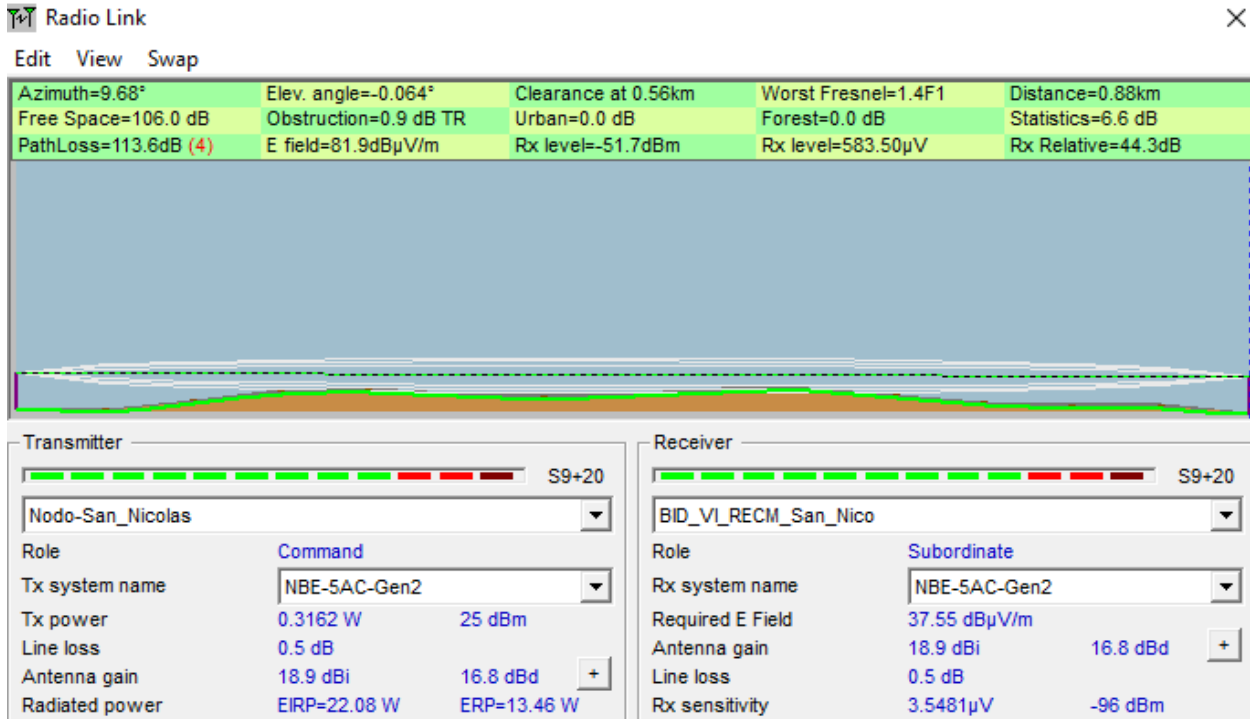 Radio Link
Edit View Swap
Azimuth=9.68° Elev. angle=-0.064° Clearance at 0.56km Worst Fresnel=1.4F1 Distance=0.88km
Free Space=106.0 dB Obstruction=0.9 dB TR Urban=0.0 dB Forest=0.0 dB Statistics=6.6 dB
PathLoss=113.6dB (4) E field=81.9dBµV/m Rx level=-51.7dBm Rx level=583.50µV Rx Relative=44.3dB
Transmitter
S9+20
Nodo-San_Nicolas
Role Command
Tx system name NBE-5AC-Gen2
Tx power 0.3162 W 25 dBm
Line loss 0.5 dB
Antenna gain 18.9 dBi 16.8 dBd +
Radiated power EIRP=22.08 W ERP=13.46 W
Receiver
S9+20
BID_VI_RECM_San_Nico
Role Subordinate
Rx system name NBE-5AC-Gen2
Required E Field 37.55 dBµV/m
Antenna gain 18.9 dBi 16.8 dBd +
Line loss 0.5 dB
Rx sensitivity 3.5481µV -96 dBm